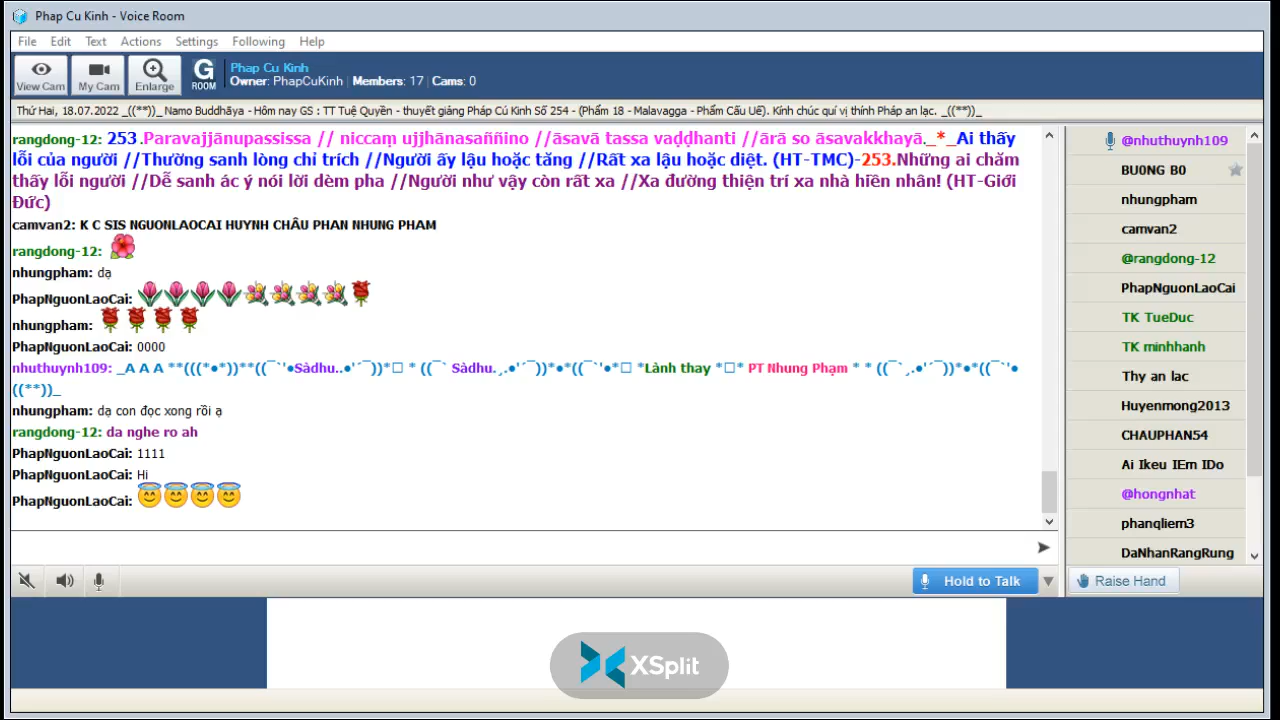 Phap Cu Kinh - Voice Room
File Edit Text Actions Settings Following Help
View Cam My Cam Enlarge G ROOM
Phap Cu Kinh
Owner: PhapCuKinh Members: 17 Cams: 0
Thứ Hai, 18.07.2022 _((**))_ Namo Buddhāya - Hôm nay GS : TT Tuệ Quyền - thuyết giảng Pháp Cú Kinh Số 254 - (Phẩm 18 - Malavagga - Phẩm Cấu Uế). Kính chúc quí vị thính Pháp an lạc. _((**))_
rangdong-12: 253.Paravajjānupassissa // niccaṃ ujjhānasaññino //āsavā tassa vaḍḍhanti //ārā so āsavakkhayā._*_Ai thấy
lỗi của người //Thường sanh lòng chỉ trích //Người ấy lậu hoặc tăng //Rất xa lậu hoặc diệt. (HT-TMC)-253.Những ai chăm
thấy lỗi người //Dễ sanh ác ý nói lời dèm pha //Người như vậy còn rất xa //Xa đường thiện trí xa nhà hiền nhân! (HT-Giới
Đức)
camvan2: K C SIS NGUONLAOCAI HUYNH CHÂU PHAN NHUNG PHAM
rangdong-12:
nhungpham: dạ
PhapNguonLaoCai:
nhungpham:
PhapNguonLaoCai: 0000
nhuthuynh109: _A A A **(((*●*))**((¯`'●Sàdhu..●'´¯))*□ * ((¯` Sàdhu.¸.●'´¯))*●*((¯`'●*□ *Lành thay *□* PT Nhung Phạm * * ((¯`¸.●'´¯))*●*((¯`'●
((**))_
nhungpham: dạ con đọc xong rồi ạ
rangdong-12: da nghe ro ah
PhapNguonLaoCai: 1111
PhapNguonLaoCai: Hi
PhapNguonLaoCai:
@nhuthuynh109
BU0NG B0
nhungpham
camvan2
@rangdong-12
PhapNguonLaoCai
TK TueDuc
TK minhhanh
Thy an lac
Huyenmong2013
CHAUPHAN54
Ai Ikeu IEm IDo
@hongnhat
phanqliem3
DaNhanRangRung
Hold to Talk
Raise Hand
XSplit